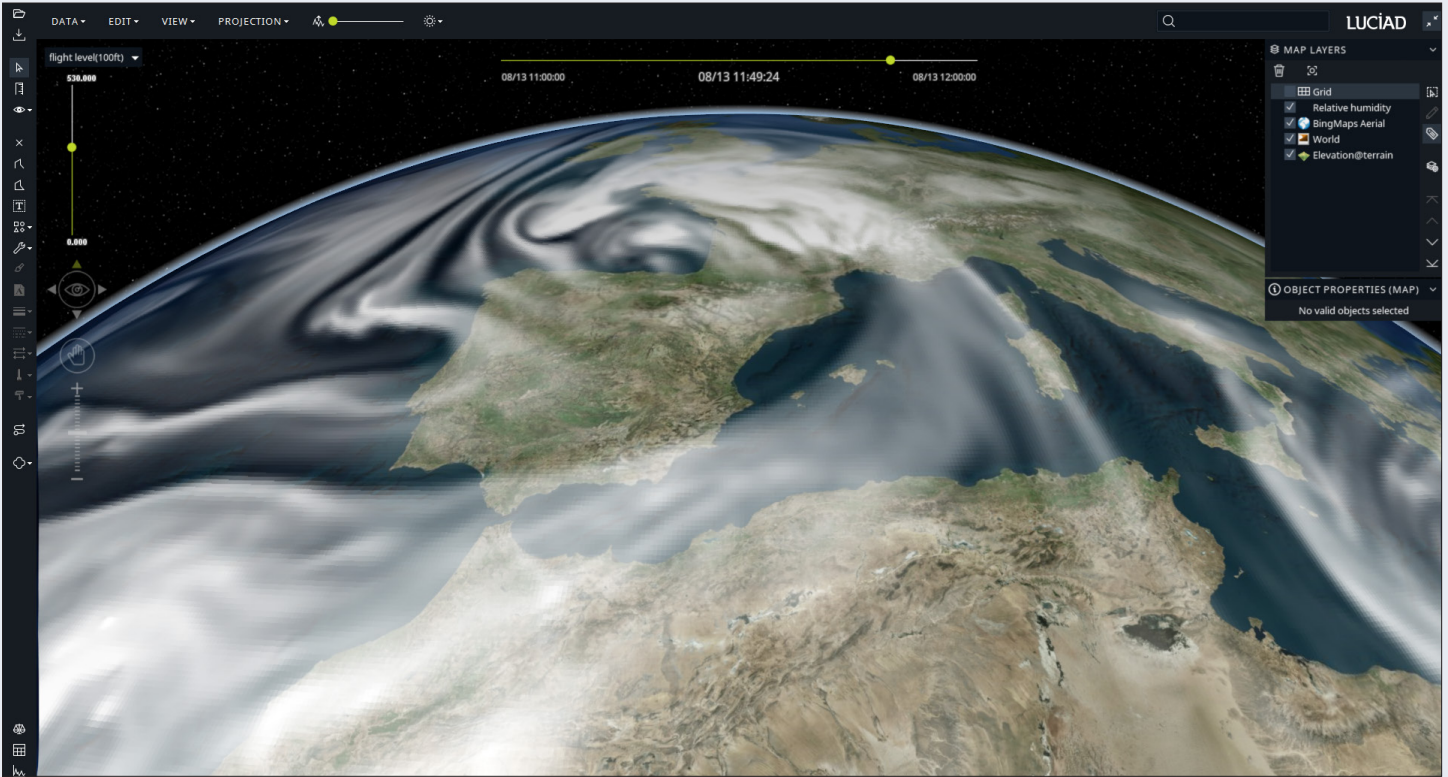 DATA EDIT VIEW PROJECTION
LUCIAD
flight level(100ft)
530.000
0.000
08/13 11:00:00 08/13 11:49:24 08/13 12:00:00
MAP LAYERS
Grid
Relative humidity
BingMaps Aerial
World
Elevation@terrain
OBJECT PROPERTIES (MAP)
No valid objects selected